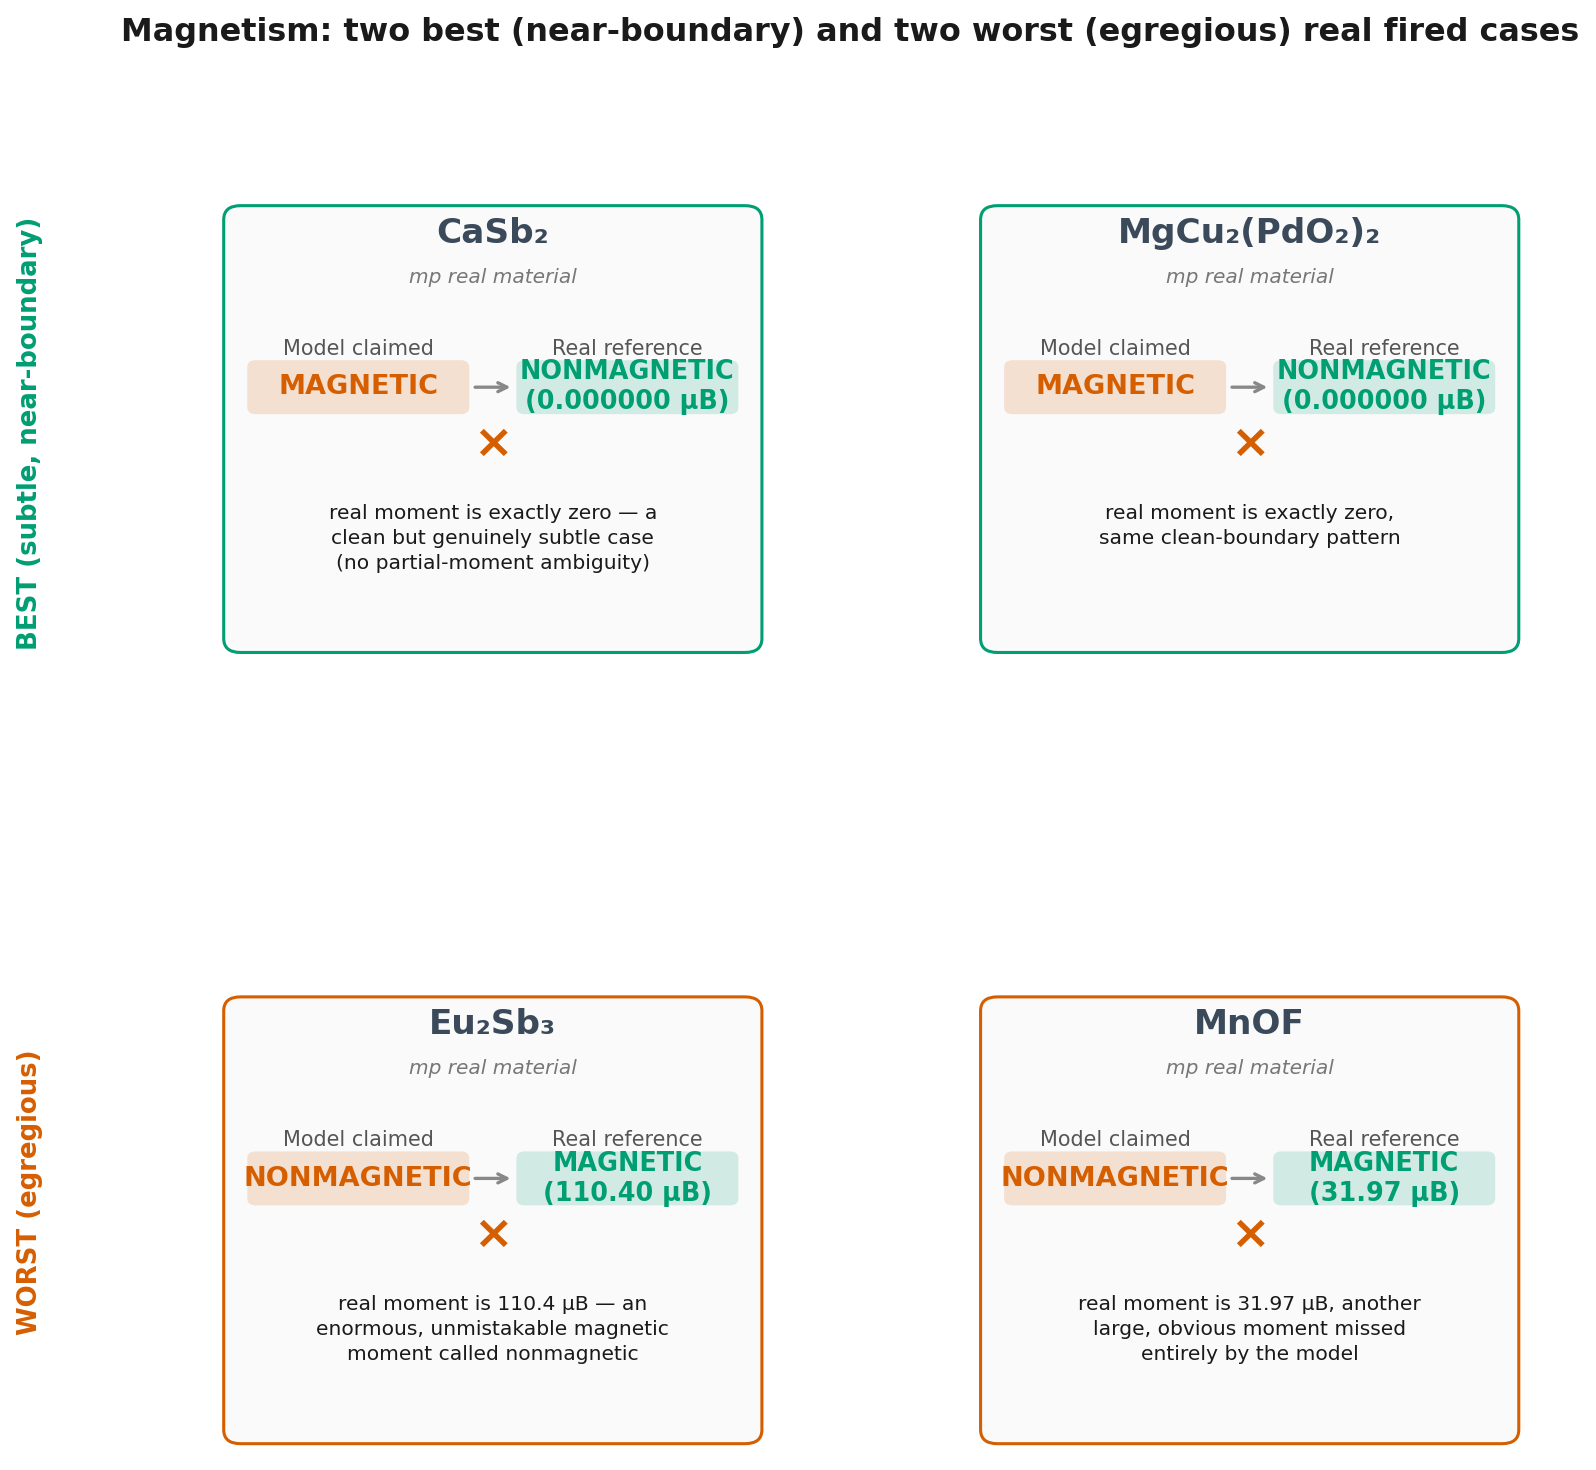 Magnetism: two best (near-boundary) and two worst (egregious) real fired cases
BEST (subtle, near-boundary)
CaSb₂
mp real material
Model claimed
Real reference
MAGNETIC
NONMAGNETIC
(0.000000 μB)
×
real moment is exactly zero — a
clean but genuinely subtle case
(no partial-moment ambiguity)
MgCu₂(PdO₂)₂
mp real material
Model claimed
Real reference
MAGNETIC
NONMAGNETIC
(0.000000 μB)
×
real moment is exactly zero,
same clean-boundary pattern
WORST (egregious)
Eu₂Sb₃
mp real material
Model claimed
Real reference
NONMAGNETIC
MAGNETIC
(110.40 μB)
×
real moment is 110.4 μB — an
enormous, unmistakable magnetic
moment called nonmagnetic
MnOF
mp real material
Model claimed
Real reference
NONMAGNETIC
MAGNETIC
(31.97 μB)
×
real moment is 31.97 μB, another
large, obvious moment missed
entirely by the model